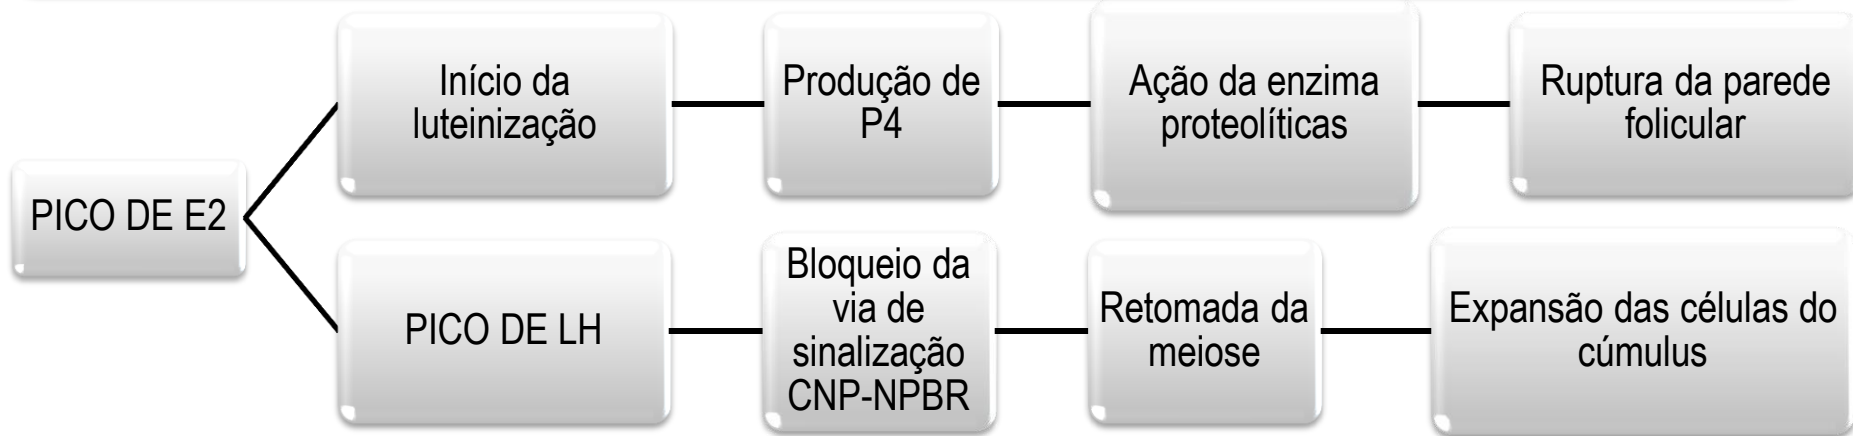 PICO DE E2
Início da
luteinização
Produção de
P4
Ação da enzima
proteolíticas
Ruptura da parede
folicular
PICO DE LH
Bloqueio da
via de
sinalização
CNP-NPBR
Retomada da
meiose
Expansão das células do
cúmulus